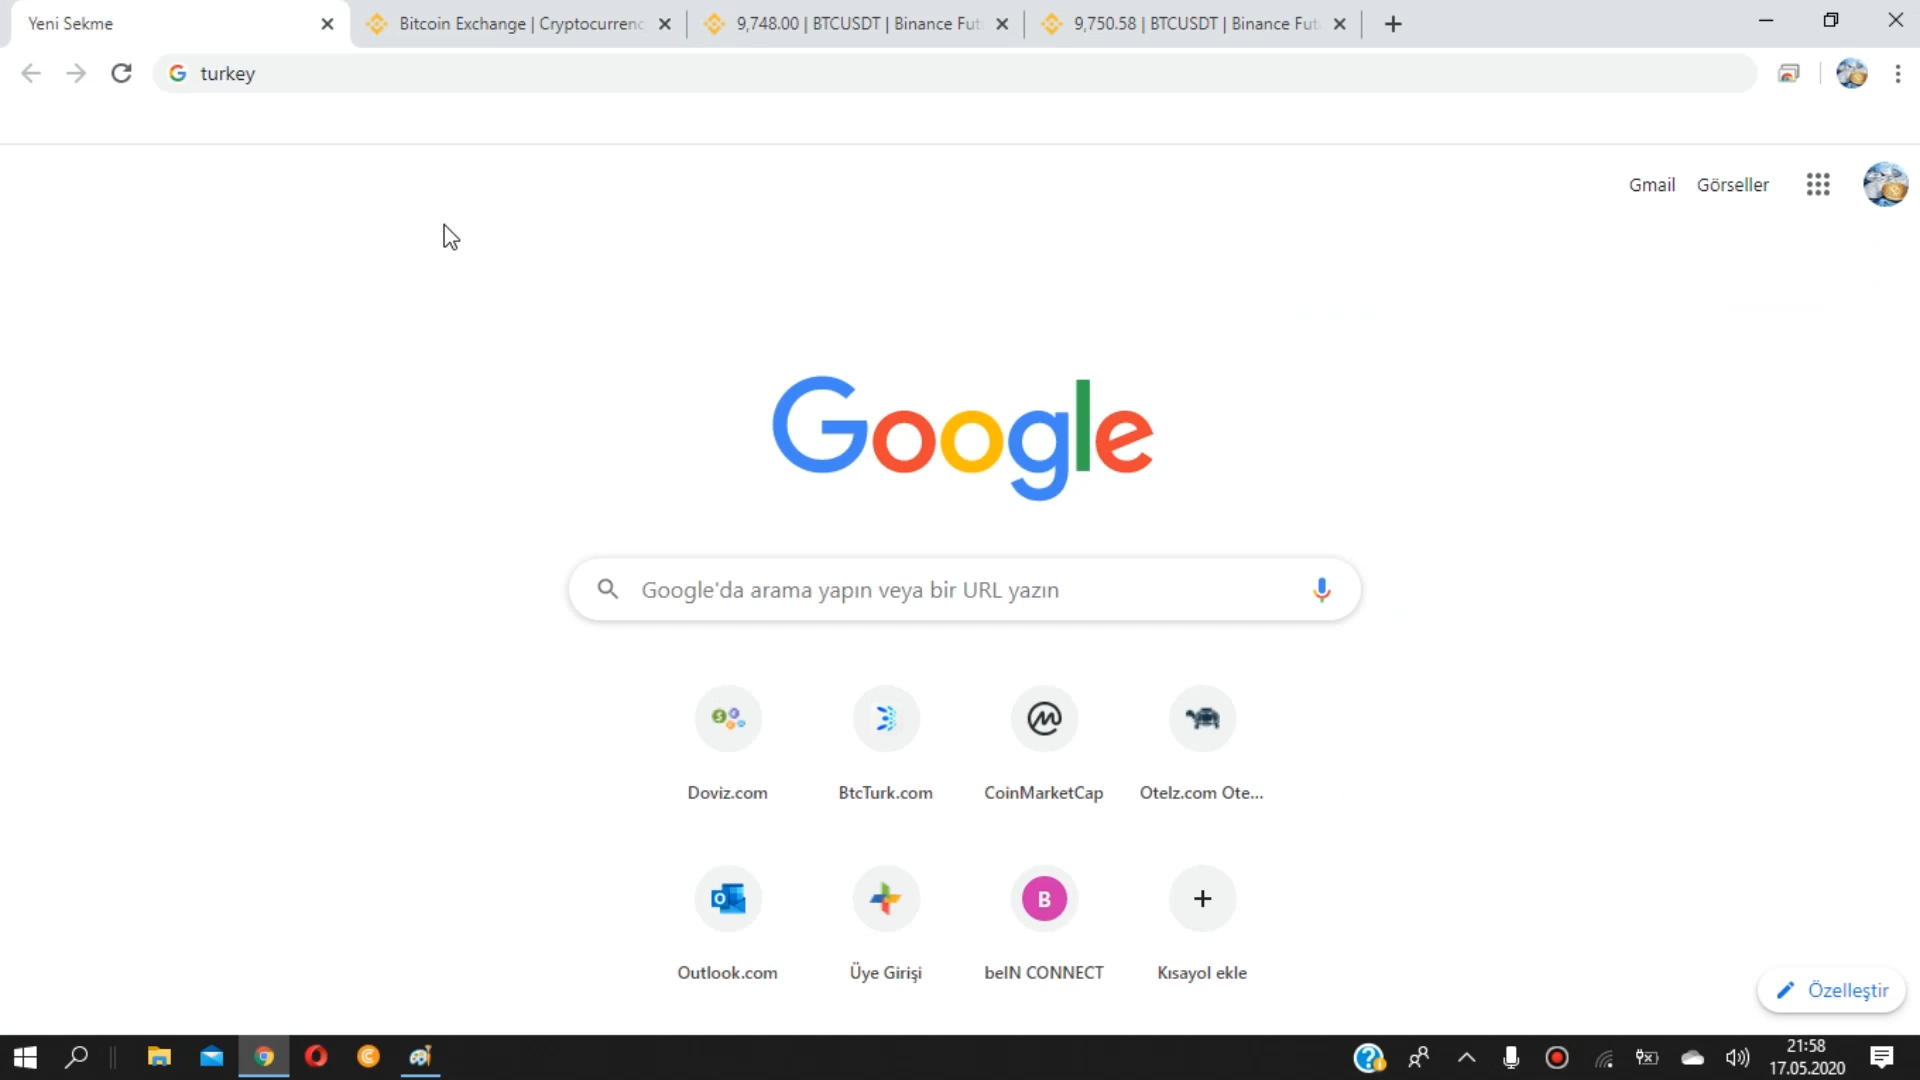 Yeni Sekme
Bitcoin Exchange | Cryptocurrenc
9,748.00 | BTCUSDT | Binance Fut
9,750.58 | BTCUSDT | Binance Fut
turkey
Gmail Görseller
Google
Google'da arama yapın veya bir URL yazın
Doviz.com BtcTurk.com CoinMarketCap Otelz.com Ote...
B
Outlook.com Üye Girişi beIN CONNECT Kısayol ekle
Özelleştir
21:58
17.05.2020